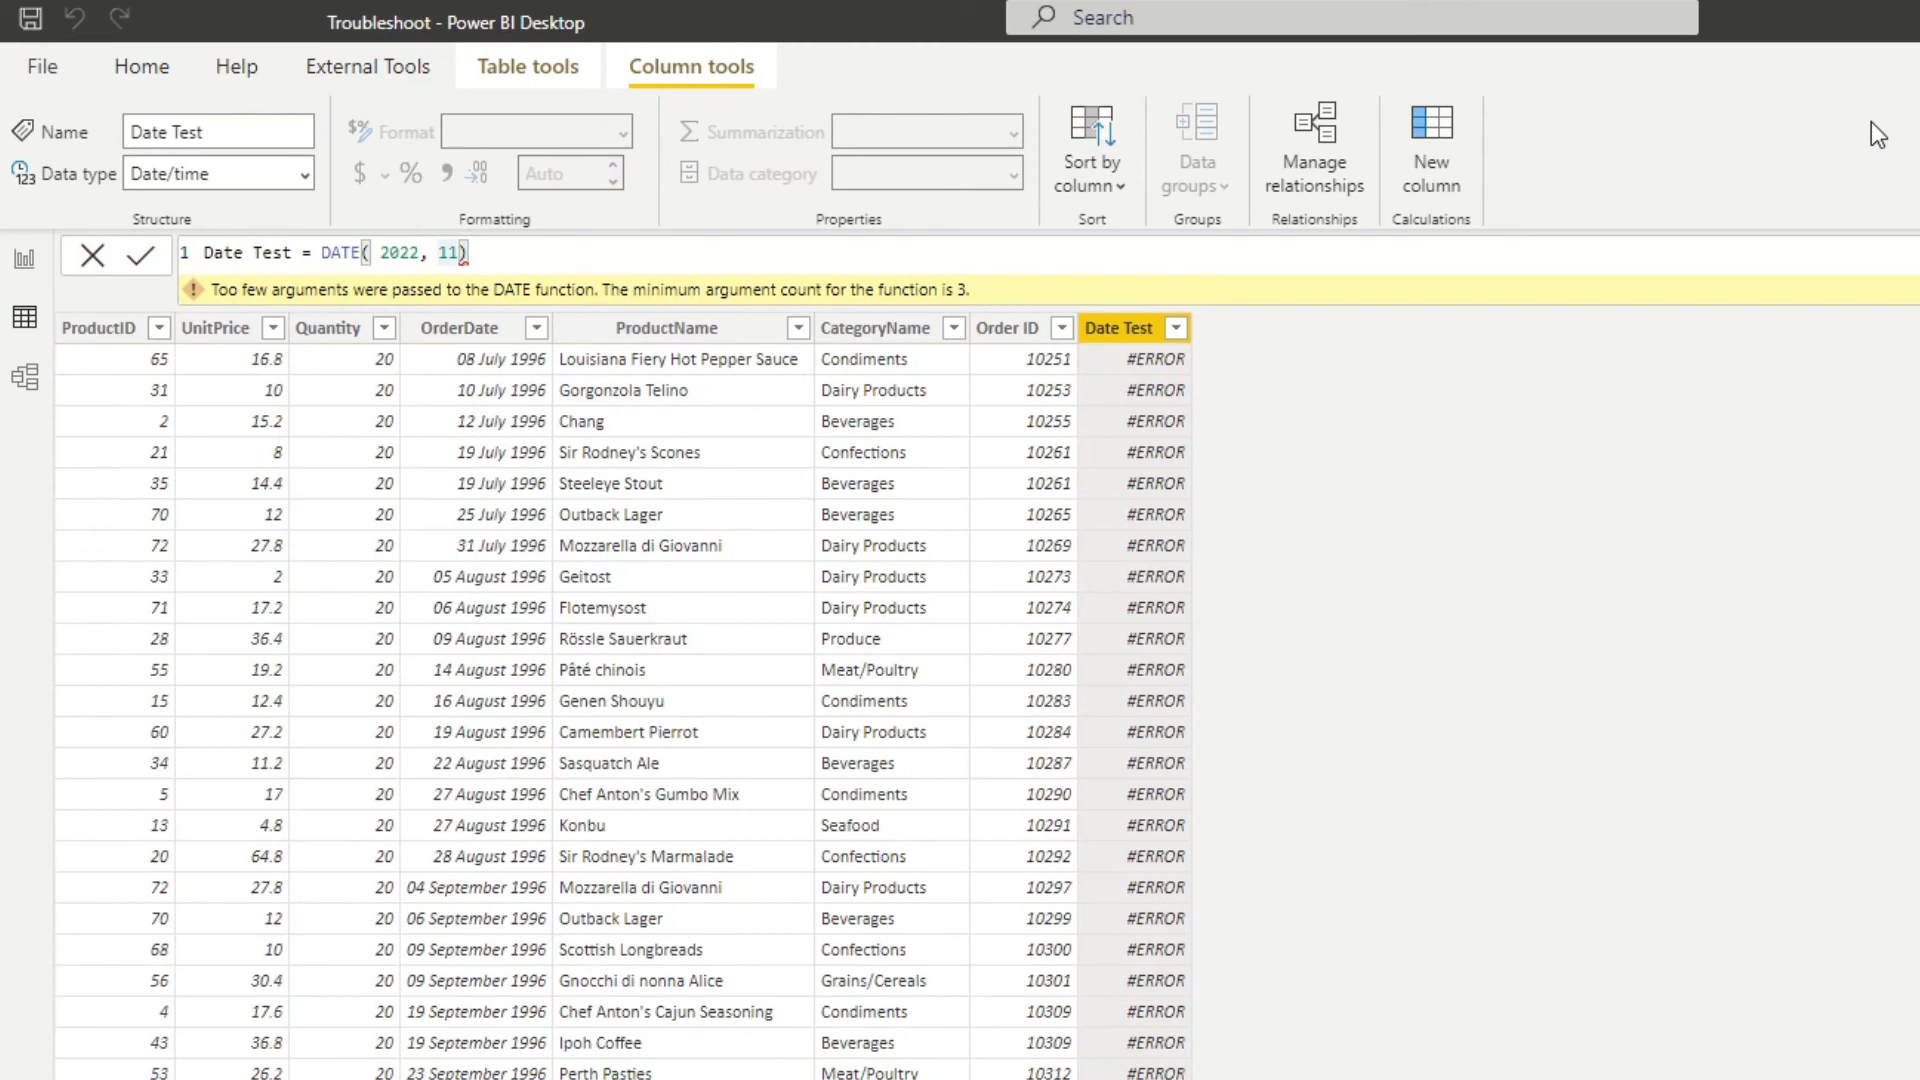 Troubleshoot - Power BI Desktop
Search
File Home Help External Tools Table tools Column tools
Name Date Test
Data type Date/time
Structure
Format
$ % Auto
Formatting
Summarization
Data category
Properties
Sort by column
Sort
Data groups
Groups
Manage relationships
Relationships
New column
Calculations
1 Date Test = DATE( 2022, 11)
Too few arguments were passed to the DATE function. The minimum argument count for the function is 3.
ProductID UnitPrice Quantity OrderDate ProductName CategoryName Order ID Date Test
65 16.8 20 08 July 1996 Louisiana Fiery Hot Pepper Sauce Condiments 10251 #ERROR
31 10 20 10 July 1996 Gorgonzola Telino Dairy Products 10253 #ERROR
2 15.2 20 12 July 1996 Chang Beverages 10255 #ERROR
21 8 20 19 July 1996 Sir Rodney's Scones Confections 10261 #ERROR
35 14.4 20 19 July 1996 Steeleye Stout Beverages 10261 #ERROR
70 12 20 25 July 1996 Outback Lager Beverages 10265 #ERROR
72 27.8 20 31 July 1996 Mozzarella di Giovanni Dairy Products 10269 #ERROR
33 2 20 05 August 1996 Geitost Dairy Products 10273 #ERROR
71 17.2 20 06 August 1996 Flotemysost Dairy Products 10274 #ERROR
28 36.4 20 09 August 1996 Rössle Sauerkraut Produce 10277 #ERROR
55 19.2 20 14 August 1996 Pâté chinois Meat/Poultry 10280 #ERROR
15 12.4 20 16 August 1996 Genen Shouyu Condiments 10283 #ERROR
60 27.2 20 19 August 1996 Camembert Pierrot Dairy Products 10284 #ERROR
34 11.2 20 22 August 1996 Sasquatch Ale Beverages 10287 #ERROR
5 17 20 27 August 1996 Chef Anton's Gumbo Mix Condiments 10290 #ERROR
13 4.8 20 27 August 1996 Konbu Seafood 10291 #ERROR
20 64.8 20 28 August 1996 Sir Rodney's Marmalade Confections 10292 #ERROR
72 27.8 20 04 September 1996 Mozzarella di Giovanni Dairy Products 10297 #ERROR
70 12 20 06 September 1996 Outback Lager Beverages 10299 #ERROR
68 10 20 09 September 1996 Scottish Longbreads Confections 10300 #ERROR
56 30.4 20 09 September 1996 Gnocchi di nonna Alice Grains/Cereals 10301 #ERROR
4 17.6 20 19 September 1996 Chef Anton's Cajun Seasoning Condiments 10309 #ERROR
43 36.8 20 19 September 1996 Ipoh Coffee Beverages 10309 #ERROR
53 26.2 20 23 September 1996 Perth Pasties Meat/Poultry 10312 #ERROR